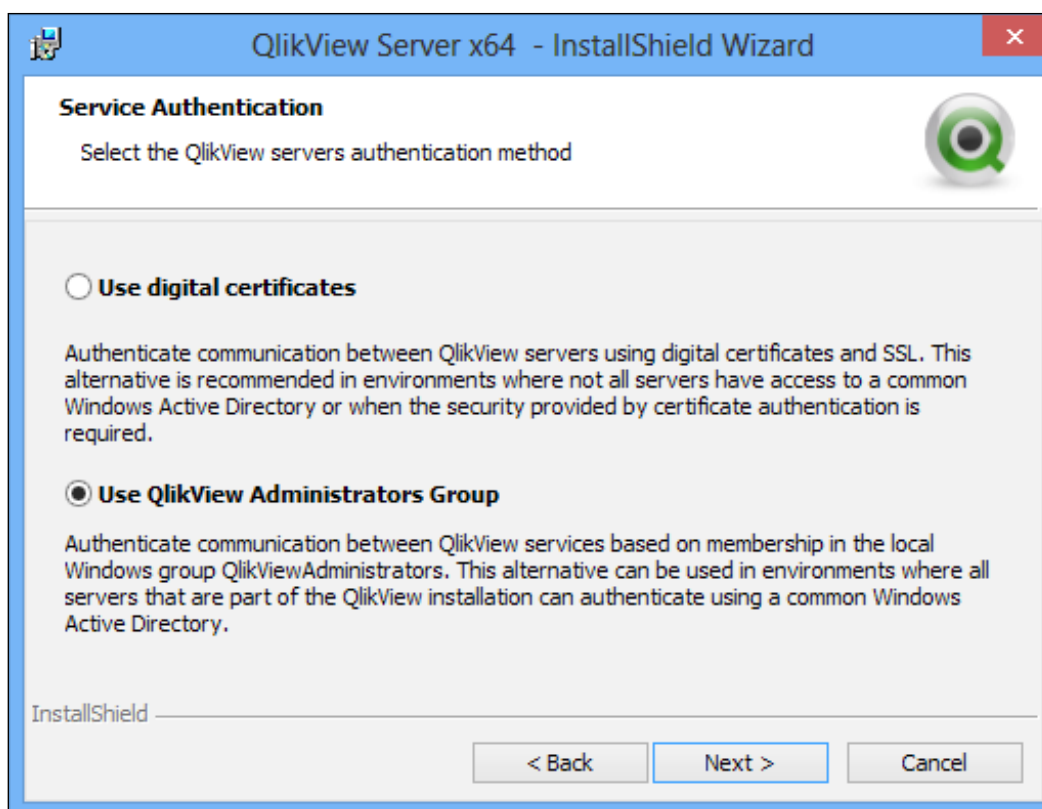 QlikView Server x64 - InstallShield Wizard
Service Authentication
Select the QlikView servers authentication method
Use digital certificates
Authenticate communication between QlikView servers using digital certificates and SSL. This
alternative is recommended in environments where not all servers have access to a common
Windows Active Directory or when the security provided by certificate authentication is
required.
Use QlikView Administrators Group
Authenticate communication between QlikView services based on membership in the local
Windows group QlikViewAdministrators. This alternative can be used in environments where all
servers that are part of the QlikView installation can authenticate using a common Windows
Active Directory.
InstallShield
< Back Next > Cancel